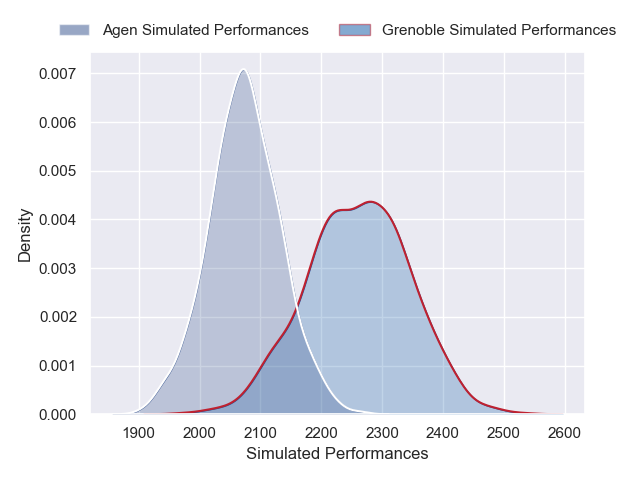 Agen Simulated Performances
Grenoble Simulated Performances
0.007
0.006
0.005
0.004
0.003
0.002
0.001
0.000
Density
1900 2000 2100 2200 2300 2400 2500 2600
Simulated Performances